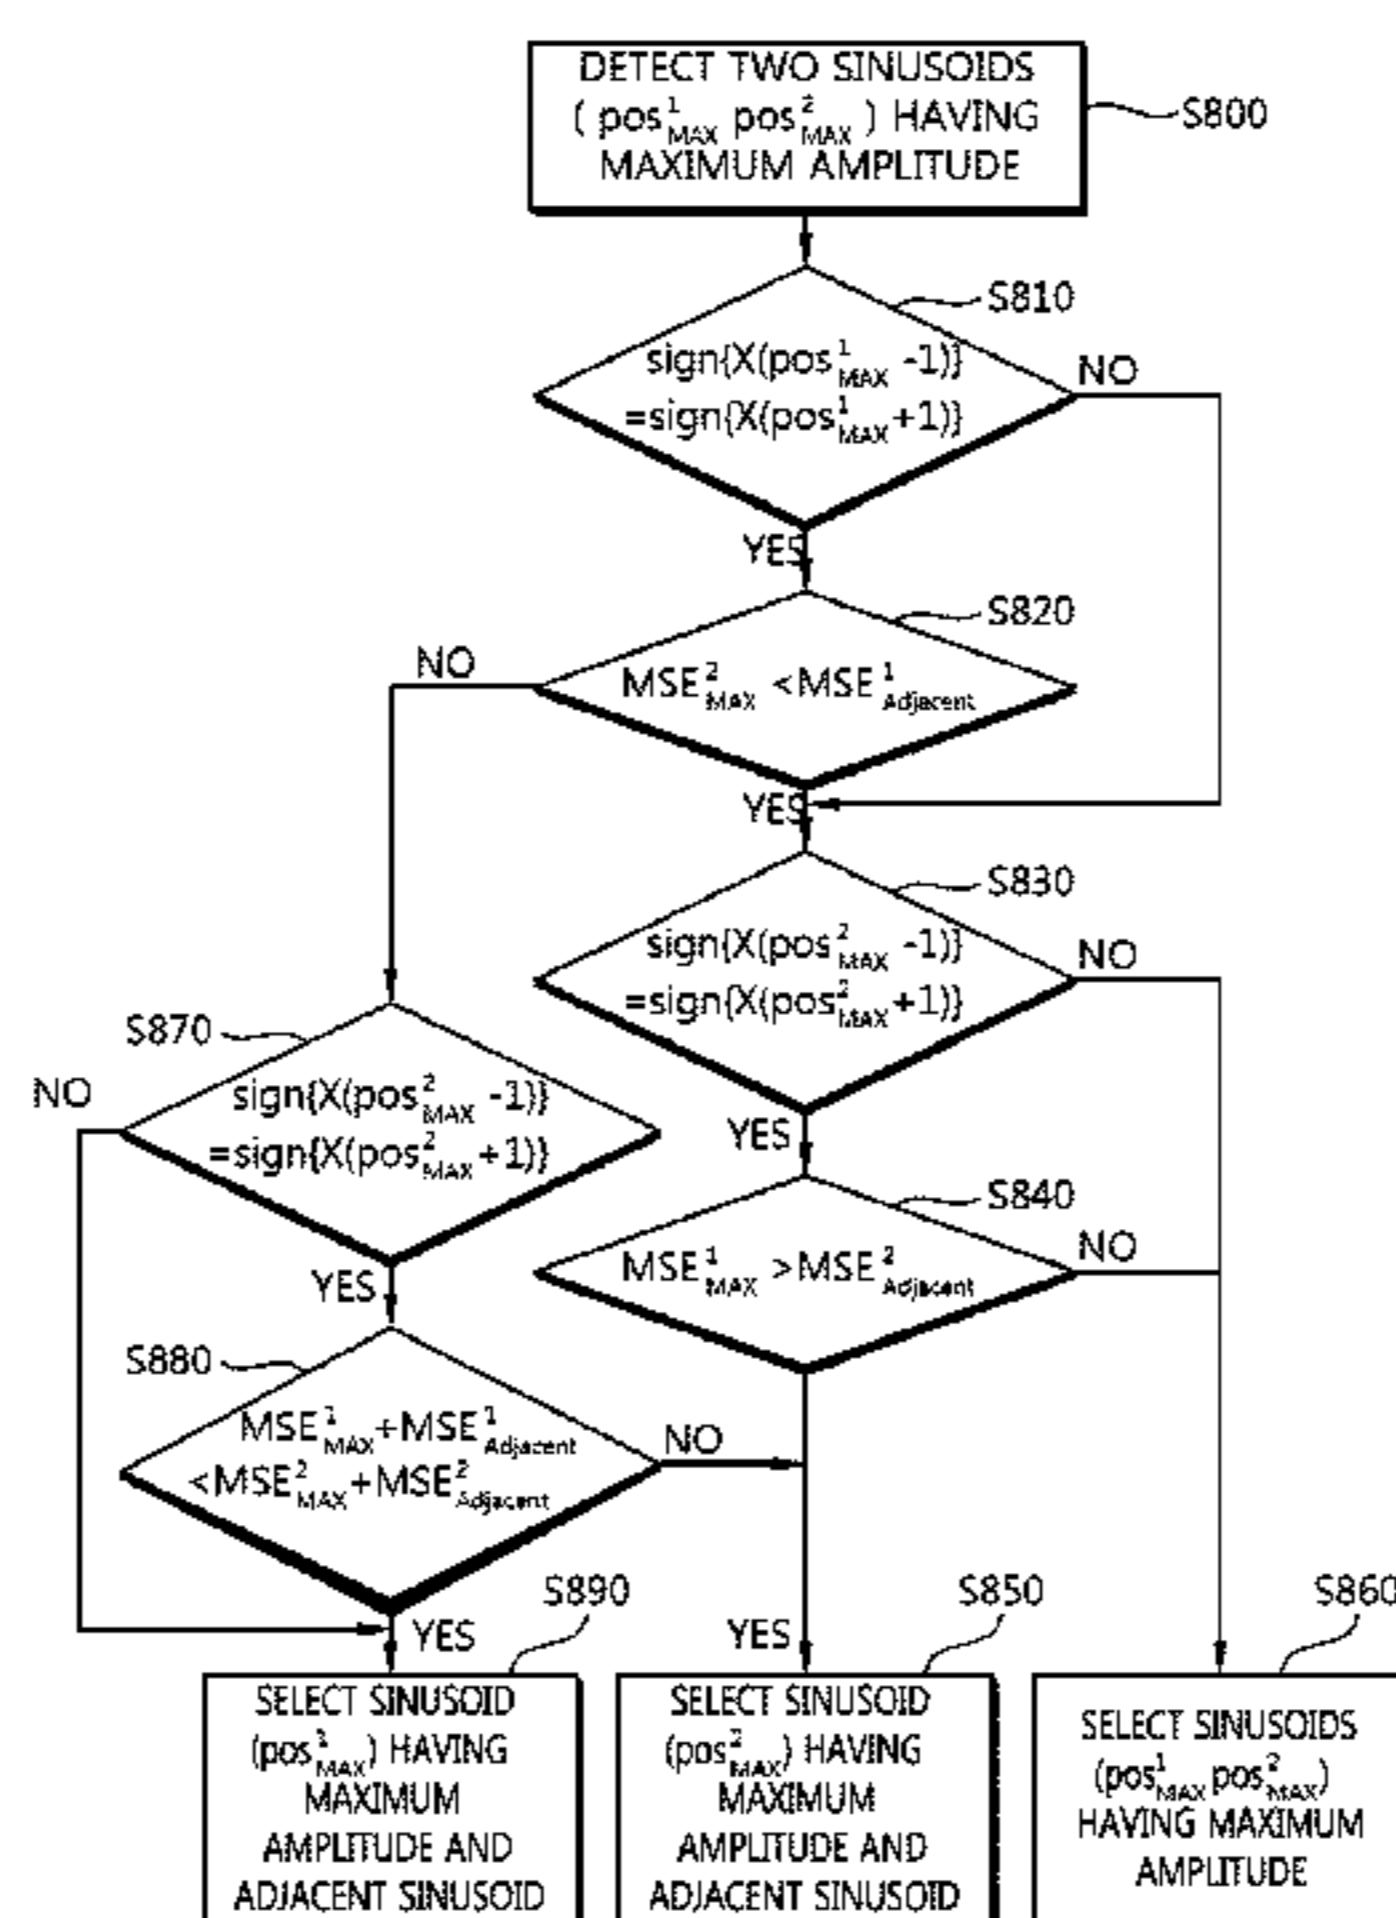 DETECT TWO SINUSOIDS
( pos¹MAX pos²MAX ) HAVING
MAXIMUM AMPLITUDE
S800
S810
sign{X(pos¹MAX -1)}
=sign{X(pos¹MAX+1)}
NO
YES
S820
NO
MSE²MAX <MSE¹Adjacent
YES
S830
sign{X(pos²MAX -1)}
=sign{X(pos²MAX+1)}
NO
YES
S870
NO
sign{X(pos²MAX -1)}
=sign{X(pos²MAX+1)}
YES
S840
MSE¹MAX >MSE²Adjacent
NO
S880
MSE¹MAX+MSE¹Adjacent
<MSE²MAX+MSE²Adjacent
NO
YES
S890
SELECT SINUSOID
(pos¹MAX) HAVING
MAXIMUM
AMPLITUDE AND
ADJACENT SINUSOID
YES
S850
SELECT SINUSOID
(pos²MAX) HAVING
MAXIMUM
AMPLITUDE AND
ADJACENT SINUSOID
S860
SELECT SINUSOIDS
(pos¹MAX pos²MAX)
HAVING MAXIMUM
AMPLITUDE